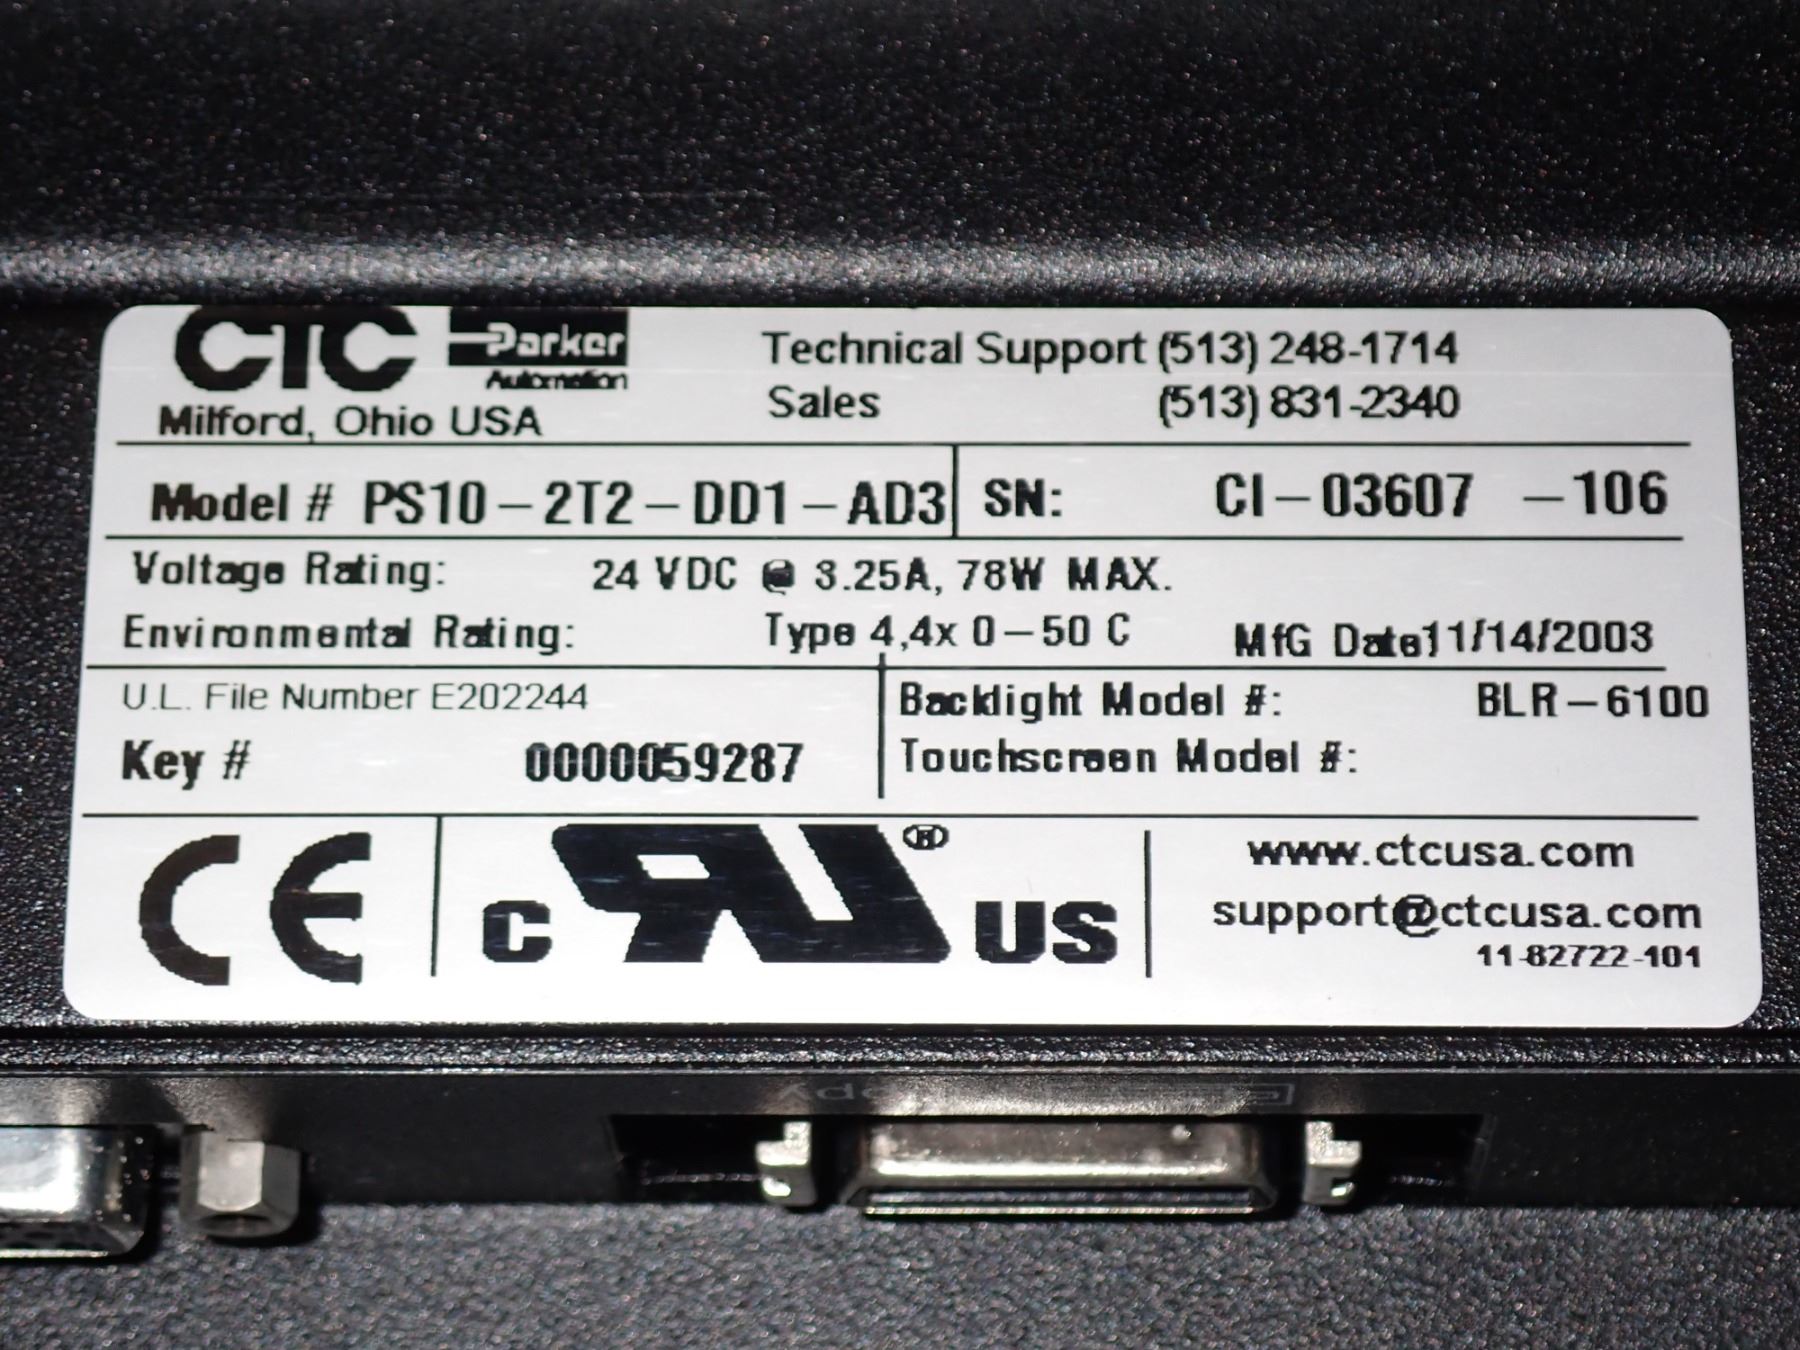 CTC Parker Automation
Milford, Ohio USA
Technical Support (513) 248-1714
Sales (513) 831-2340
Model # PS10-2T2-DD1-AD3 SN: CI-03607 -106
Voltage Rating: 24 VDC @ 3.25A, 78W MAX.
Environmental Rating: Type 4,4x 0-50 C MfG Date11/14/2003
U.L. File Number E202244
Key # 0000059287
Backlight Model #: BLR-6100
Touchscreen Model #:
CE
C RU ® US
www.ctcusa.com
support@ctcusa.com
11-82722-101